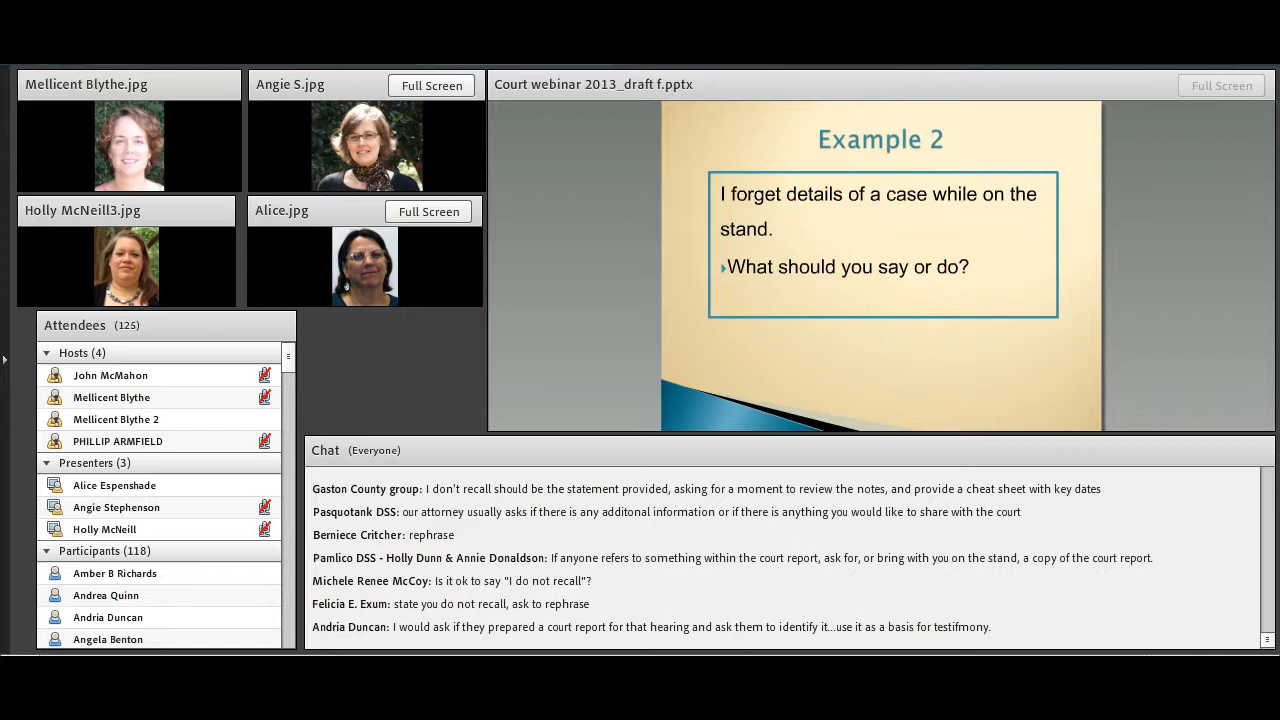 Mellicent Blythe.jpg
Angie S.jpg
Full Screen
Holly McNeill3.jpg
Alice.jpg
Full Screen
Attendees (125)
Hosts (4)
John McMahon
Mellicent Blythe
Mellicent Blythe 2
PHILLIP ARMFIELD
Presenters (3)
Alice Espenshade
Angie Stephenson
Holly McNeill
Participants (118)
Amber B Richards
Andrea Quinn
Andria Duncan
Angela Benton
Court webinar 2013_draft f.pptx
Full Screen
Example 2
I forget details of a case while on the
stand.
What should you say or do?
Chat (Everyone)
Gaston County group: I don't recall should be the statement provided, asking for a moment to review the notes, and provide a cheat sheet with key dates
Pasquotank DSS: our attorney usually asks if there is any additonal information or if there is anything you would like to share with the court
Berniece Critcher: rephrase
Pamlico DSS - Holly Dunn & Annie Donaldson: If anyone refers to something within the court report, ask for, or bring with you on the stand, a copy of the court report.
Michele Renee McCoy: Is it ok to say "I do not recall"?
Felicia E. Exum: state you do not recall, ask to rephrase
Andria Duncan: I would ask if they prepared a court report for that hearing and ask them to identify it...use it as a basis for testifmony.